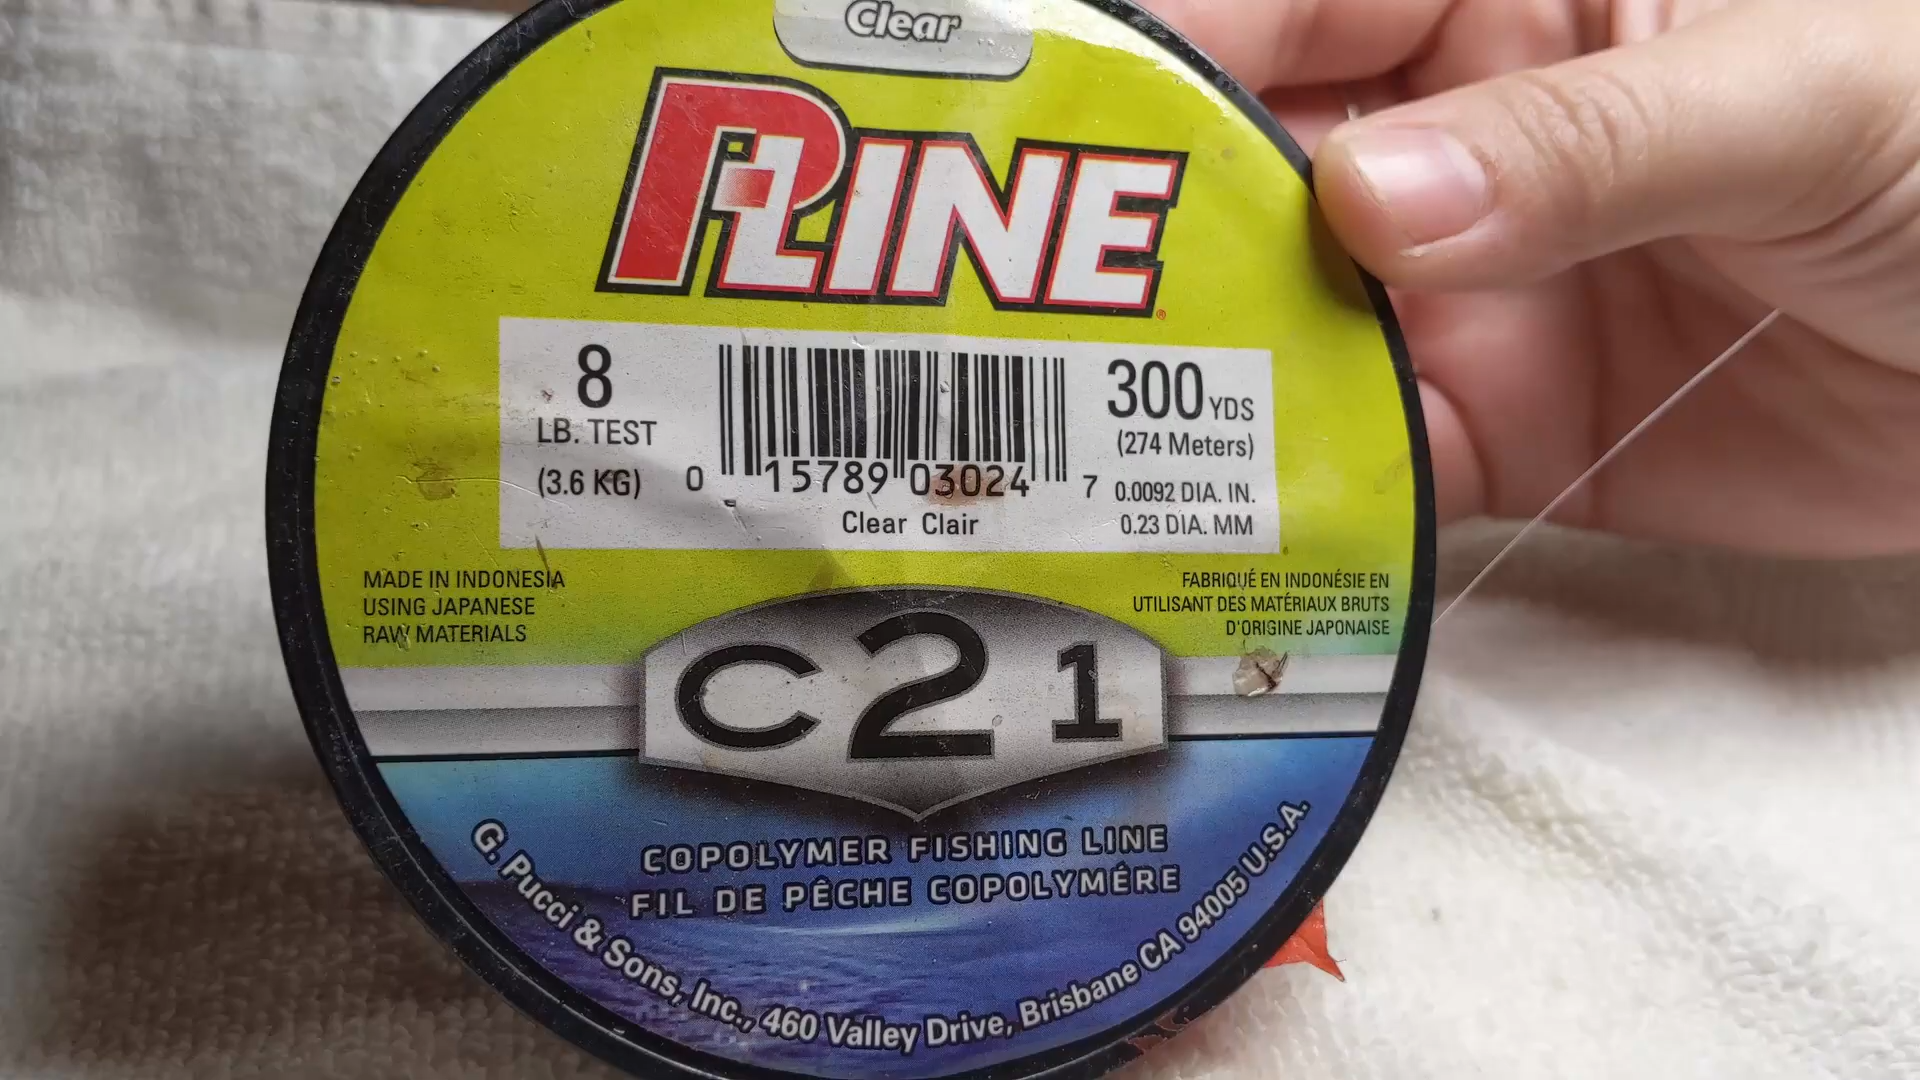 Clear
PLINE®
8
LB. TEST
(3.6 KG)
0 15789 03024 7
Clear Clair
300 YDS
(274 Meters)
0.0092 DIA. IN.
0.23 DIA. MM
MADE IN INDONESIA
USING JAPANESE
RAW MATERIALS
FABRIQUÉ EN INDONÉSIE EN
UTILISANT DES MATÉRIAUX BRUTS
D'ORIGINE JAPONAISE
C21
COPOLYMER FISHING LINE
FIL DE PÊCHE COPOLYMÉRE
G. Pucci & Sons, Inc., 460 Valley Drive, Brisbane CA 94005 U.S.A.